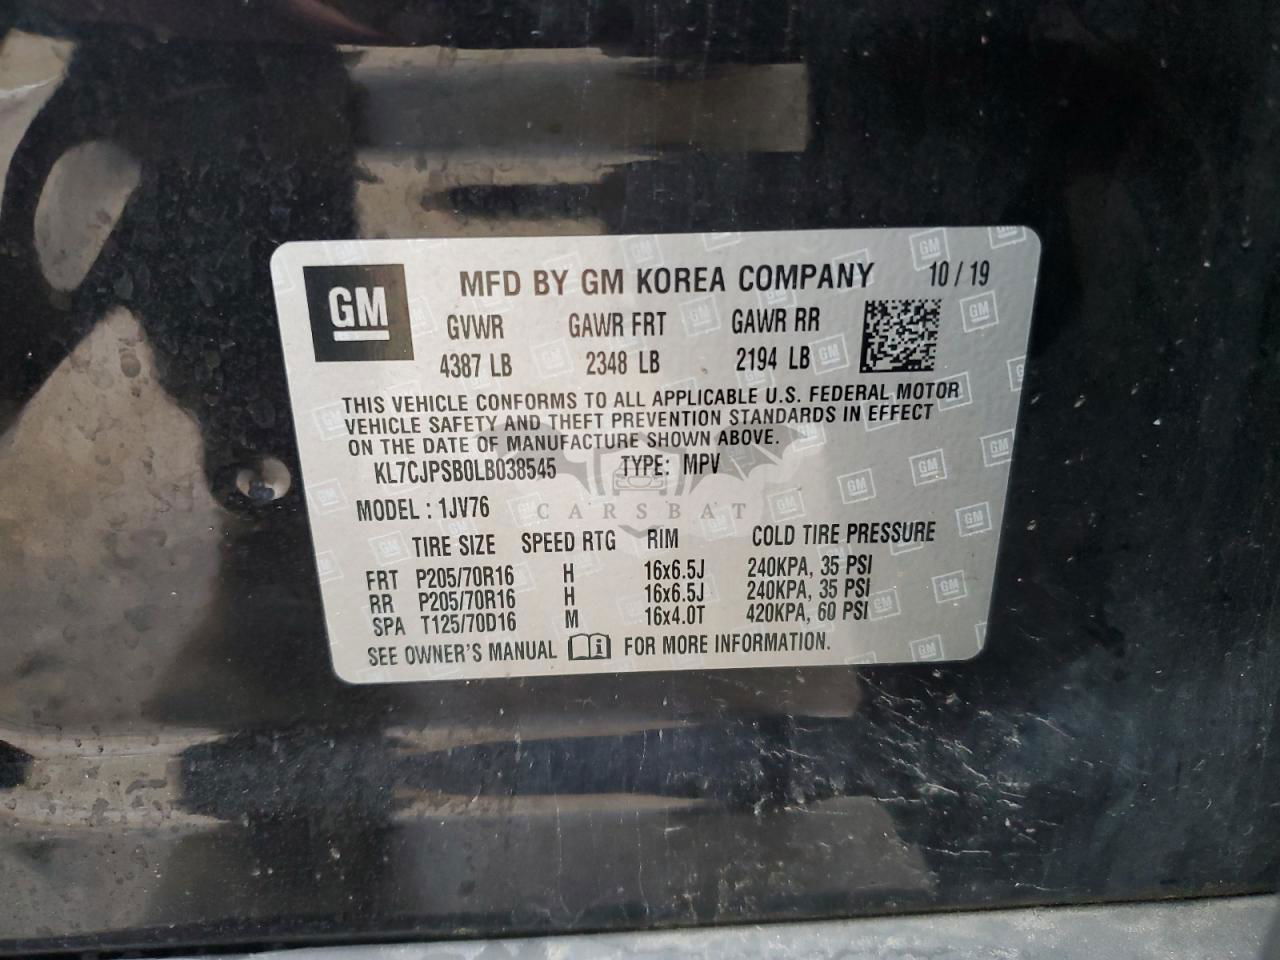 GM MFD BY GM KOREA COMPANY 10 / 19
GVWR GAWR FRT GAWR RR
4387 LB 2348 LB 2194 LB
THIS VEHICLE CONFORMS TO ALL APPLICABLE U.S. FEDERAL MOTOR
VEHICLE SAFETY AND THEFT PREVENTION STANDARDS IN EFFECT
ON THE DATE OF MANUFACTURE SHOWN ABOVE.
KL7CJPSB0LB038545 TYPE: MPV
MODEL : 1JV76
CARSBAT
TIRE SIZE SPEED RTG RIM COLD TIRE PRESSURE
FRT P205/70R16 H 16x6.5J 240KPA, 35 PSI
RR P205/70R16 H 16x6.5J 240KPA, 35 PSI
SPA T125/70D16 M 16x4.0T 420KPA, 60 PSI
SEE OWNER'S MANUAL i FOR MORE INFORMATION.